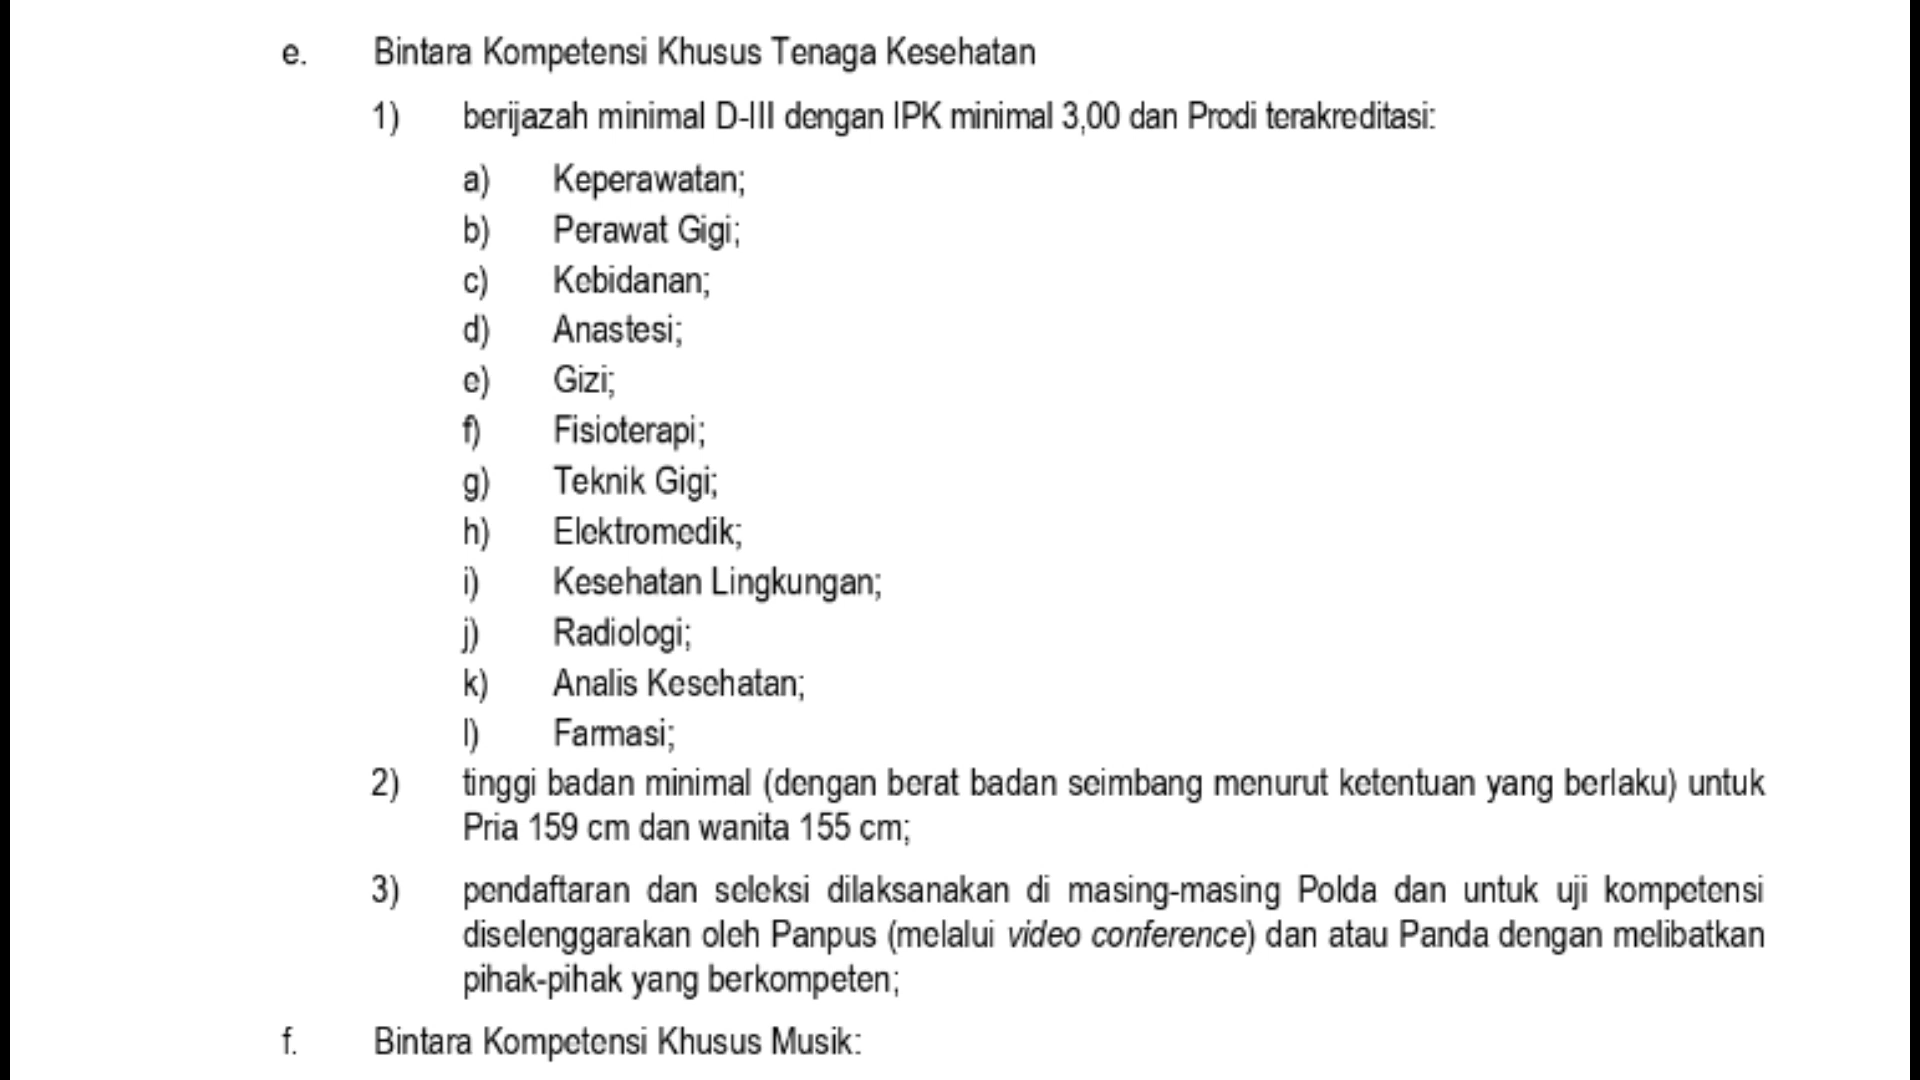 e. Bintara Kompetensi Khusus Tenaga Kesehatan
1) berijazah minimal D-III dengan IPK minimal 3,00 dan Prodi terakreditasi:
a) Keperawatan;
b) Perawat Gigi;
c) Kebidanan;
d) Anastesi;
e) Gizi;
f) Fisioterapi;
g) Teknik Gigi;
h) Elektromedik;
i) Kesehatan Lingkungan;
j) Radiologi;
k) Analis Kesehatan;
l) Farmasi;
2) tinggi badan minimal (dengan berat badan seimbang menurut ketentuan yang berlaku) untuk
Pria 159 cm dan wanita 155 cm;
3) pendaftaran dan seleksi dilaksanakan di masing-masing Polda dan untuk uji kompetensi
diselenggarakan oleh Panpus (melalui video conference) dan atau Panda dengan melibatkan
pihak-pihak yang berkompeten;
f. Bintara Kompetensi Khusus Musik: